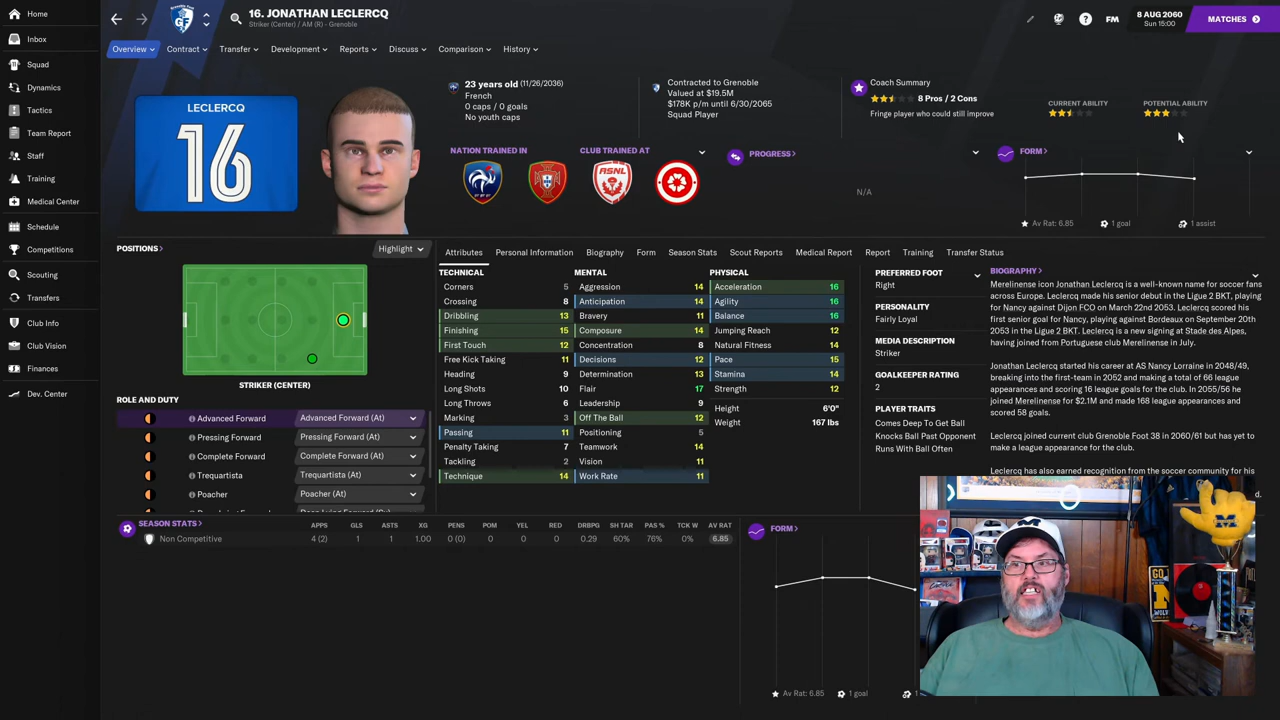 Home
Inbox
Squad
Dynamics
Tactics
Team Report
Staff
Training
Medical Center
Schedule
Competitions
Scouting
Transfers
Club Info
Club Vision
Finances
Dev. Center
16. JONATHAN LECLERCQ
Striker (Center) / AM (R) - Grenoble
FM
8 AUG 2060
Sun 15:00
MATCHES
Overview
Contract
Transfer
Development
Reports
Discuss
Comparison
History
LECLERCQ
16
23 years old (11/26/2036)
French
0 caps / 0 goals
No youth caps
Contracted to Grenoble
Valued at $19.5M
$178K p/m until 6/30/2065
Squad Player
Coach Summary
8 Pros / 2 Cons
Fringe player who could still improve
CURRENT ABILITY
POTENTIAL ABILITY
NATION TRAINED IN
CLUB TRAINED AT
ASNL
PROGRESS
N/A
FORM
Av Rat: 6.85
1 goal
1 assist
POSITIONS
Highlight
STRIKER (CENTER)
ROLE AND DUTY
Advanced Forward
Advanced Forward (At)
Pressing Forward
Pressing Forward (At)
Complete Forward
Complete Forward (At)
Trequartista
Trequartista (At)
Poacher
Poacher (At)
Attributes
Personal Information
Biography
Form
Season Stats
Scout Reports
Medical Report
Report
Training
Transfer Status
TECHNICAL
Corners 5
Crossing 8
Dribbling 13
Finishing 15
First Touch 12
Free Kick Taking 11
Heading 9
Long Shots 10
Long Throws 6
Marking 3
Passing 11
Penalty Taking 7
Tackling 2
Technique 14
MENTAL
Aggression 14
Anticipation 14
Bravery 11
Composure 14
Concentration 8
Decisions 12
Determination 13
Flair 17
Leadership 9
Off The Ball 12
Positioning 5
Teamwork 14
Vision 11
Work Rate 11
PHYSICAL
Acceleration 16
Agility 16
Balance 16
Jumping Reach 12
Natural Fitness 14
Pace 15
Stamina 14
Strength 12
Height 6'0"
Weight 167 lbs
PREFERRED FOOT
Right
PERSONALITY
Fairly Loyal
MEDIA DESCRIPTION
Striker
GOALKEEPER RATING
2
PLAYER TRAITS
Comes Deep To Get Ball
Knocks Ball Past Opponent
Runs With Ball Often
BIOGRAPHY
Merelinense icon Jonathan Leclercq is a well-known name for soccer fans
across Europe. Leclercq made his senior debut in the Ligue 2 BKT, playing
for Nancy against Dijon FCO on March 22nd 2053. Leclercq scored his
first senior goal for Nancy, playing against Bordeaux on September 20th
2053 in the Ligue 2 BKT. Leclercq is a new signing at Stade des Alpes,
having joined from Portuguese club Merelinense in July.
Jonathan Leclercq started his career at AS Nancy Lorraine in 2048/49,
breaking into the first-team in 2052 and making a total of 66 league
appearances and scoring 16 league goals for the club. In 2055/56 he
joined Merelinense for $2.1M and made 168 league appearances and
scored 58 goals.
Leclercq joined current club Grenoble Foot 38 in 2060/61 but has yet to
make a league appearance for the club.
Leclercq has also earned recognition from the soccer community for his
SEASON STATS
APPS GLS ASTS XG PENS POM YEL RED DRBPG SH TAR PAS % TCK W AV RAT
Non Competitive 4 (2) 1 1 1.00 0 (0) 0 0 0 0.29 60% 76% 0% 6.85
FORM
Av Rat: 6.85
1 goal